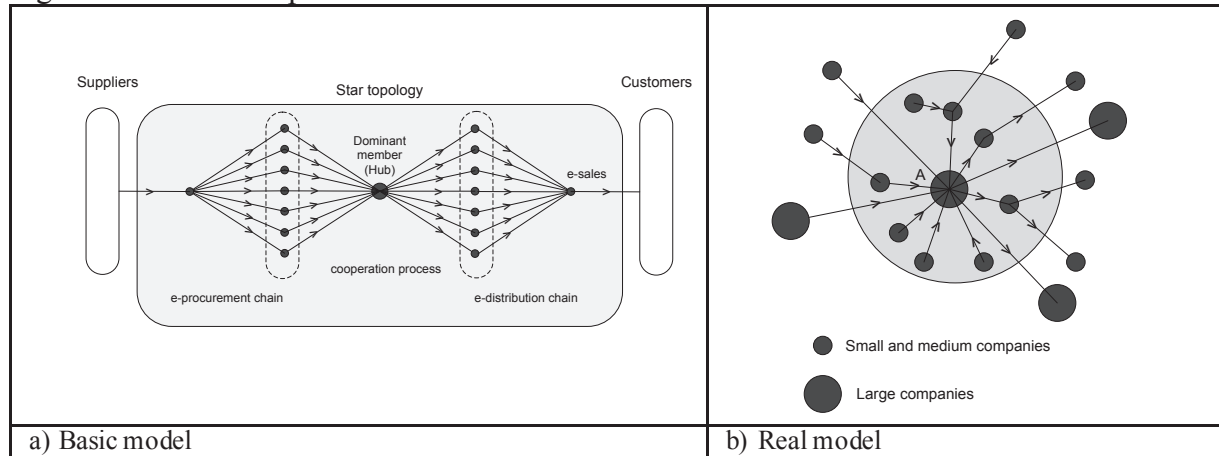 Suppliers
Customers
Star topology
Dominant
member
(Hub)
e-sales
cooperation process
e-procurement chain
e-distribution chain
A
Small and medium companies
Large companies
a) Basic model
b) Real model